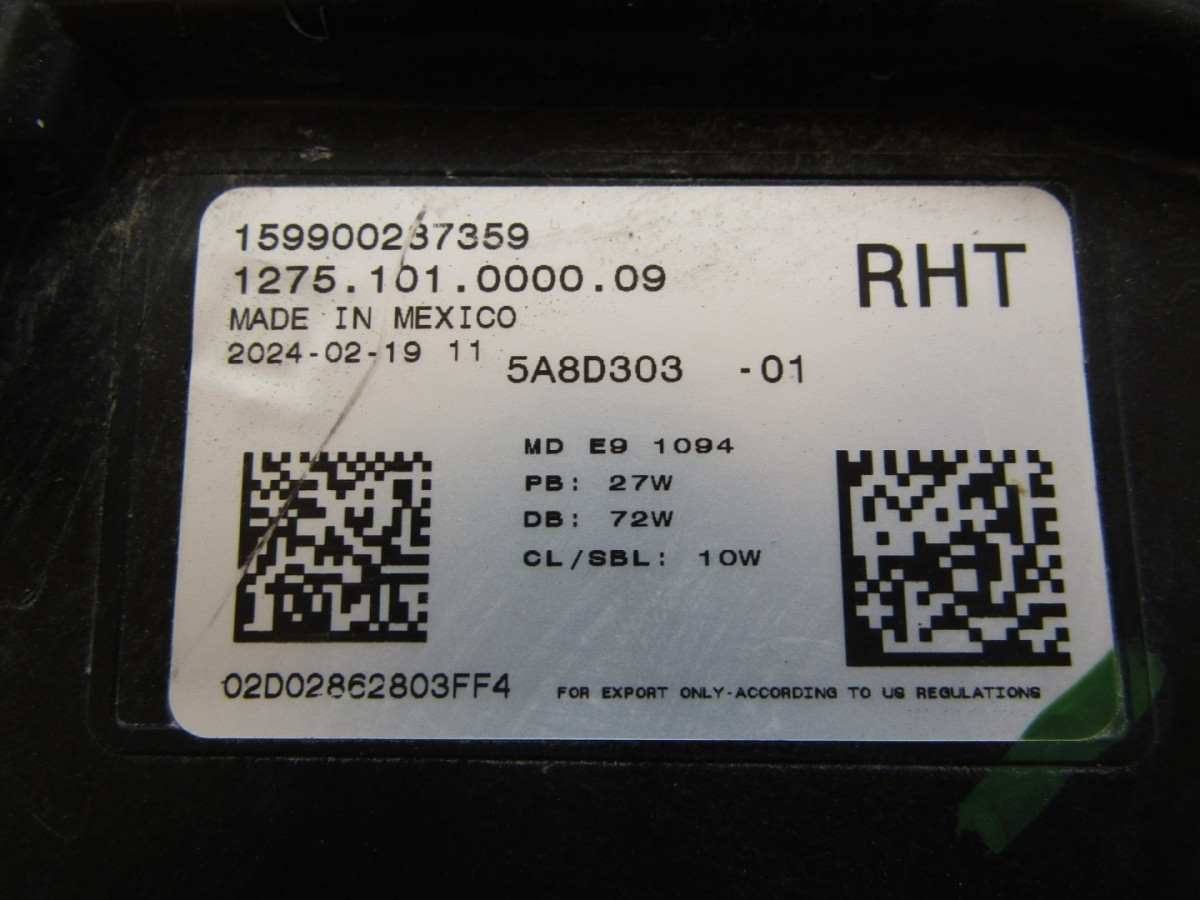 159900287359
1275.101.0000.09
RHT
MADE IN MEXICO
2024-02-19 11
5A8D303 -01
MD E9 1094
PB: 27W
DB: 72W
CL/SBL: 10W
02D02862803FF4
FOR EXPORT ONLY-ACCORDING TO US REGULATIONS